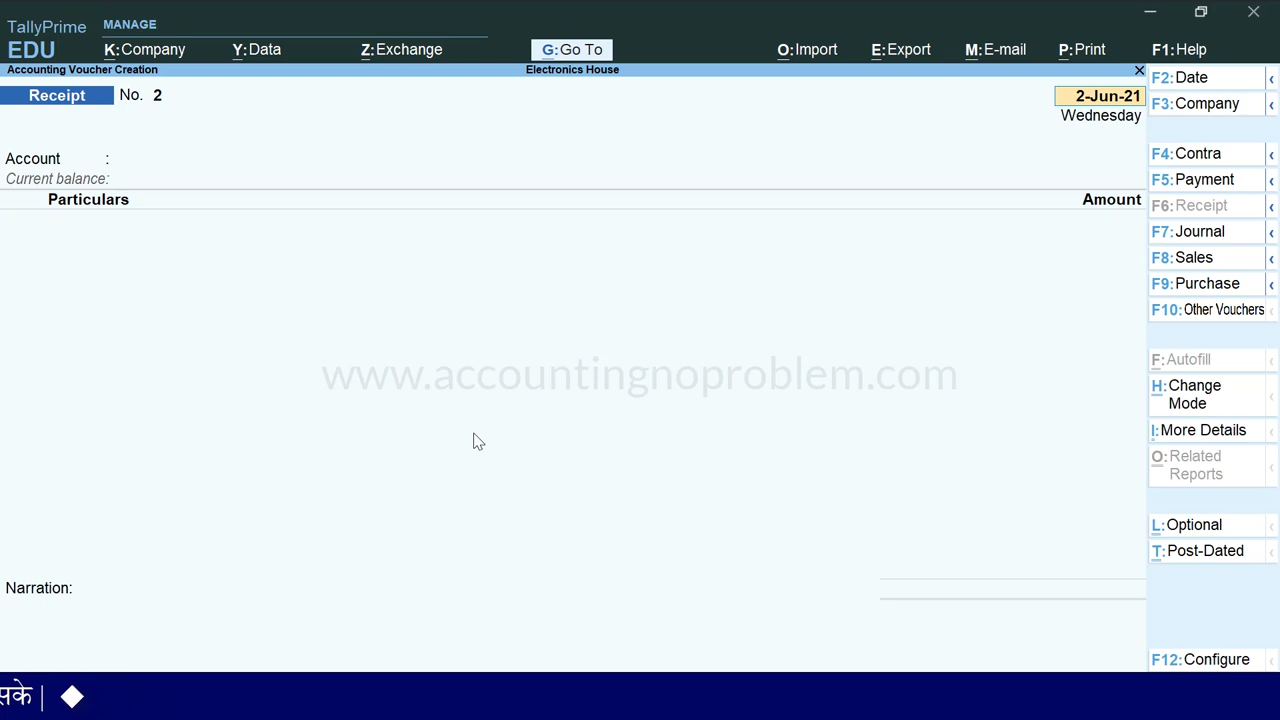 TallyPrime
EDU
MANAGE
K:Company
Y:Data
Z:Exchange
G:Go To
O:Import
E:Export
M:E-mail
P:Print
F1:Help
Accounting Voucher Creation
Electronics House
Receipt No. 2
2-Jun-21
Wednesday
Account :
Current balance:
Particulars
Amount
www.accountingnoproblem.com
Narration:
F2:Date
F3:Company
F4:Contra
F5:Payment
F6:Receipt
F7:Journal
F8:Sales
F9:Purchase
F10:Other Vouchers
F:Autofill
H:Change
Mode
I:More Details
O:Related
Reports
L:Optional
T:Post-Dated
F12:Configure